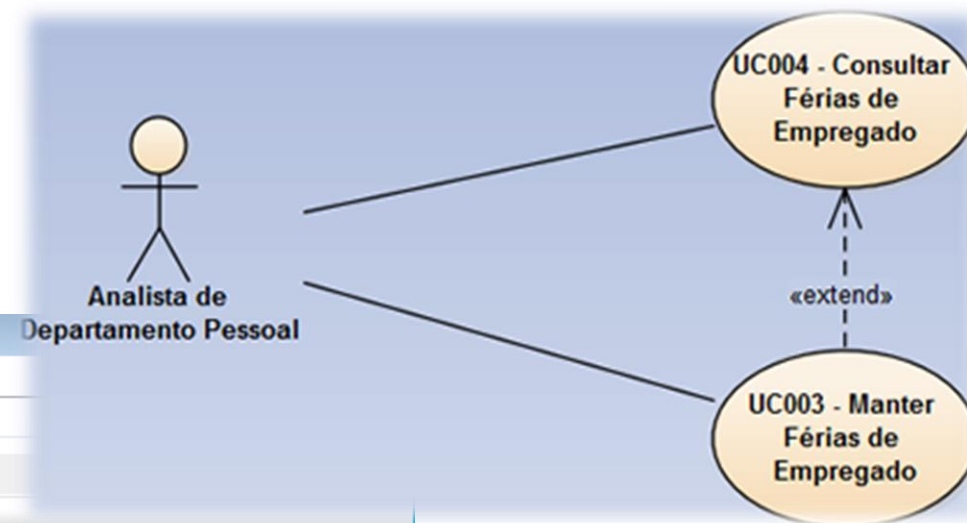 UC004 - Consultar
Férias de
Empregado
«extend»
Analista de
Departamento Pessoal
UC003 - Manter
Férias de
Empregado